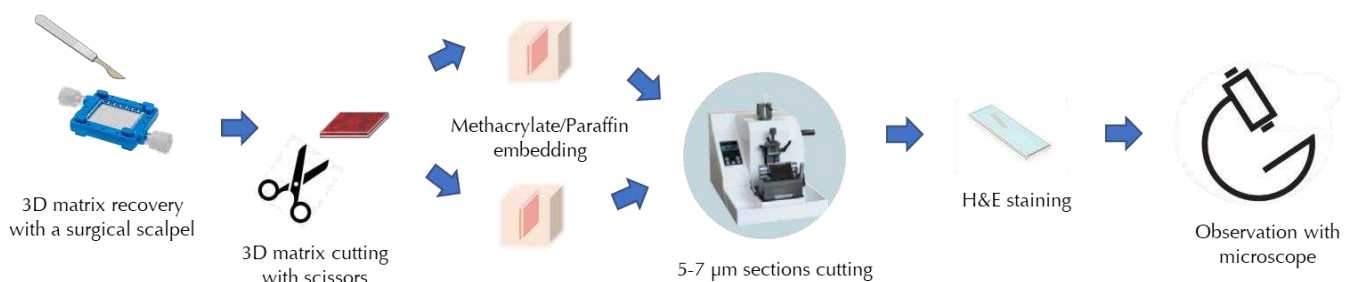 3D matrix recovery
with a surgical scalpel
3D matrix cutting
with scissors
Methacrylate/Paraffin
embedding
5-7 μm sections cutting
H&E staining
Observation with
microscope